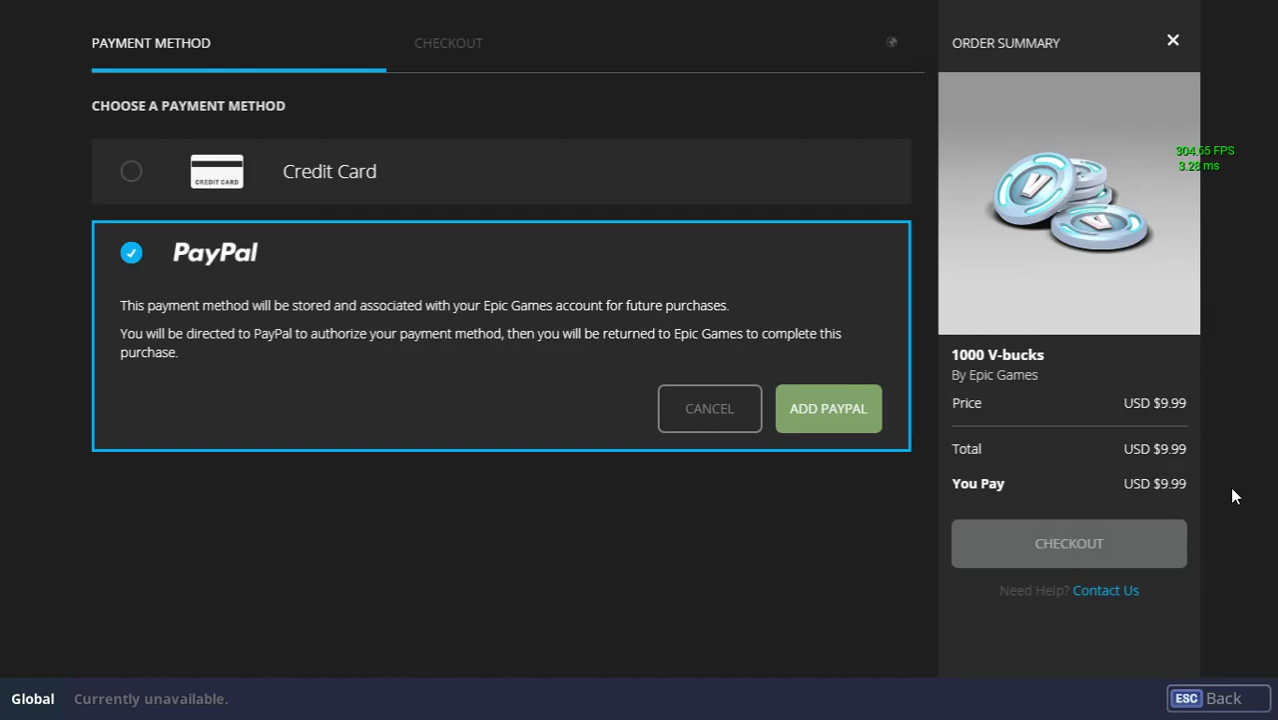 PAYMENT METHOD
CHECKOUT
CHOOSE A PAYMENT METHOD
CREDIT CARD
Credit Card
PayPal
This payment method will be stored and associated with your Epic Games account for future purchases.
You will be directed to PayPal to authorize your payment method, then you will be returned to Epic Games to complete this
purchase.
CANCEL
ADD PAYPAL
ORDER SUMMARY
304.55 FPS
3.28 ms
1000 V-bucks
By Epic Games
Price USD $9.99
Total USD $9.99
You Pay USD $9.99
CHECKOUT
Need Help? Contact Us
Global Currently unavailable.
ESC Back